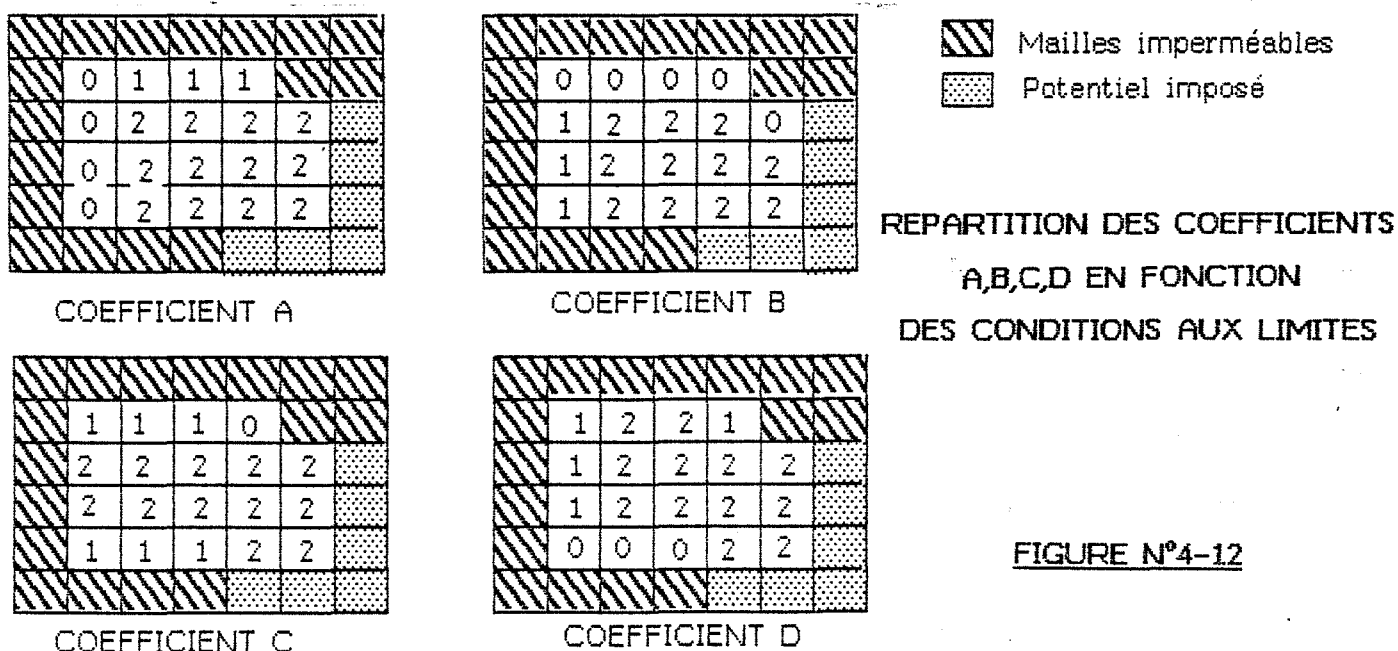 0 1 1 1
0 2 2 2 2
0 2 2 2 2
0 2 2 2 2
COEFFICIENT A
0 0 0 0
1 2 2 2 0
1 2 2 2 2
1 2 2 2 2
COEFFICIENT B
Mailles imperméables
Potentiel imposé
REPARTITION DES COEFFICIENTS
A,B,C,D EN FONCTION
DES CONDITIONS AUX LIMITES
1 1 1 0
2 2 2 2 2
2 2 2 2 2
1 1 1 2 2
COEFFICIENT C
1 2 2 1
1 2 2 2 2
1 2 2 2 2
0 0 0 2 2
COEFFICIENT D
FIGURE N°4-12